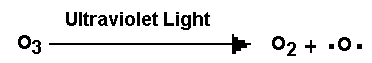 Ultraviolet Light
O₃ → O₂ + ·O·